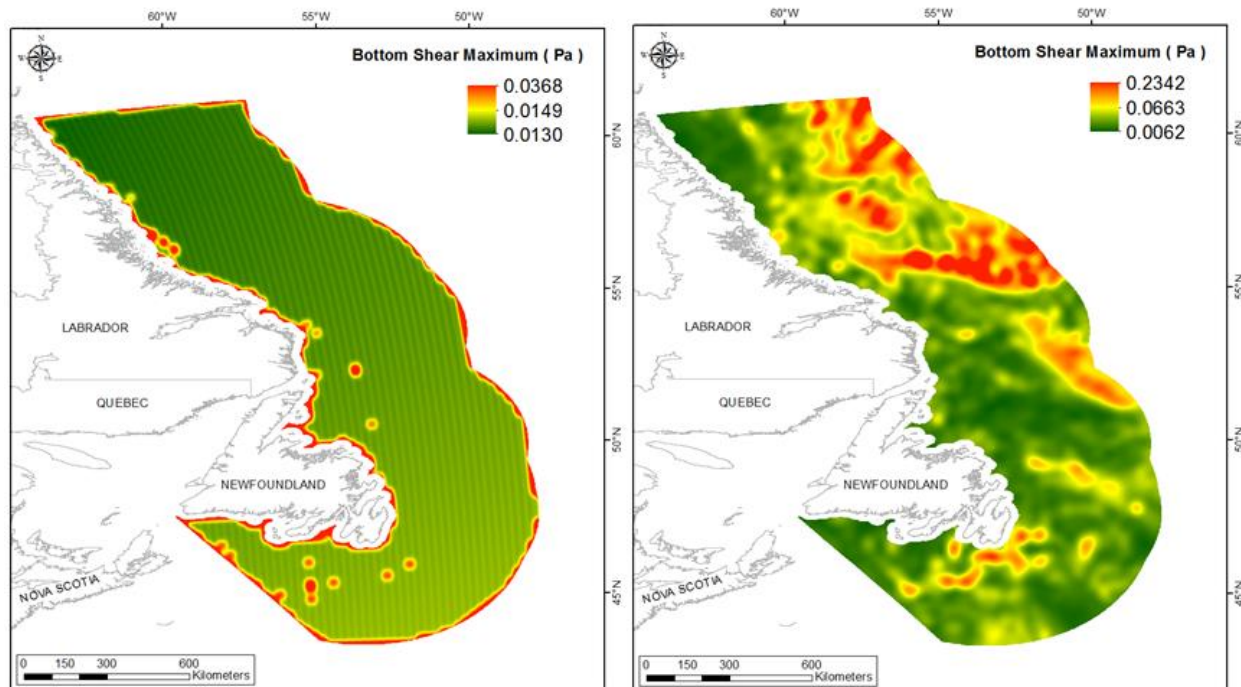 60°W
55°W
50°W
N
W
E
S
Bottom Shear Maximum ( Pa )
0.0368
0.0149
0.0130
60°N
55°N
50°N
45°N
LABRADOR
QUEBEC
NEWFOUNDLAND
NOVA SCOTIA
0 150 300 600
Kilometers
60°W
55°W
50°W
N
W
E
S
Bottom Shear Maximum ( Pa )
0.2342
0.0663
0.0062
60°N
55°N
50°N
45°N
LABRADOR
QUEBEC
NEWFOUNDLAND
NOVA SCOTIA
0 150 300 600
Kilometers